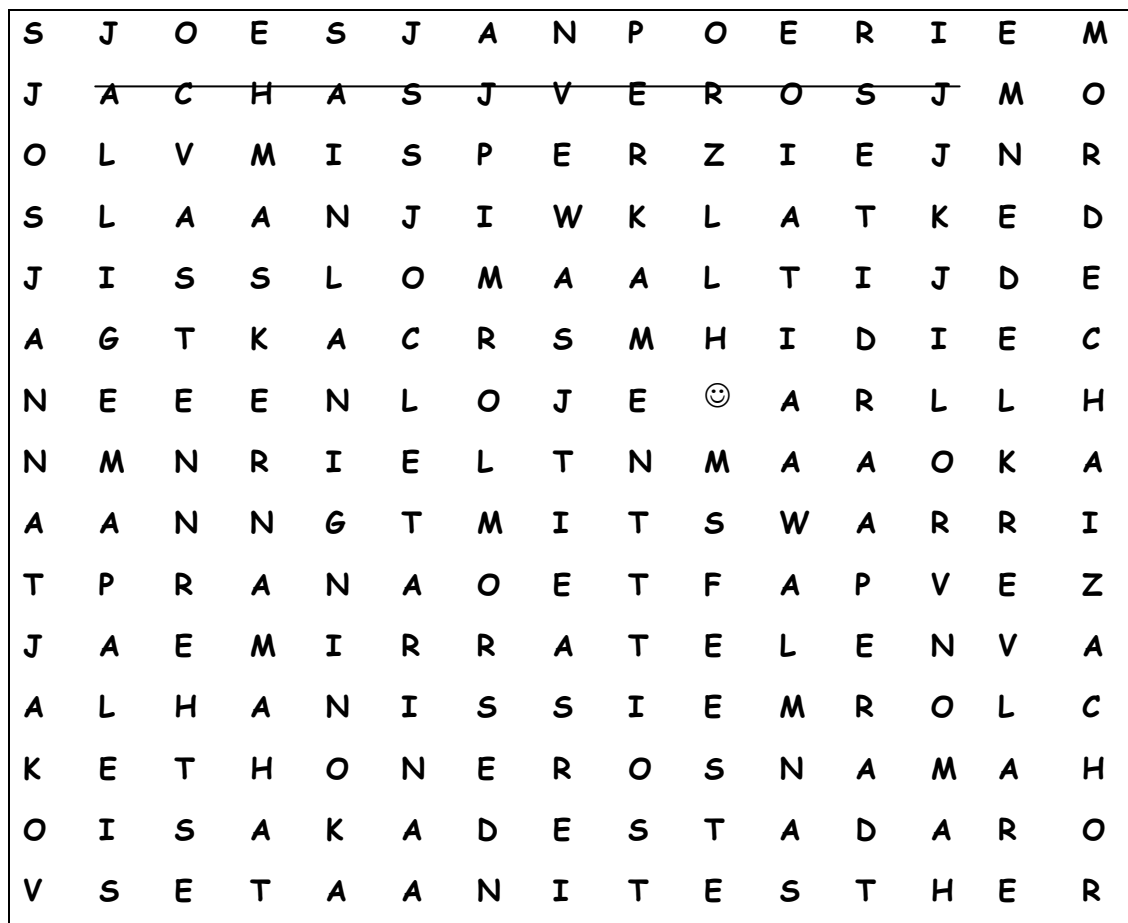 S J O E S J A N P O E R I E M
J A C H A S J V E R O S J M O
O L V M I S P E R Z I E J N R
S L A A N J I W K L A T K E D
J I S S L O M A A L T I J D E
A G T K A C R S M H I D I E C
N E E E N L O J E ☺ A R L L H
N M N R I E L T N M A A O K A
A A N N G T M I T S W A R R I
T P R A N A O E T F A P V E Z
J A E M I R R A T E L E N V A
A L H A N I S S I E M R O L C
K E T H O N E R O S N A M A H
O I S A K A D E S T A D A R O
V S E T A A N I T E S T H E R